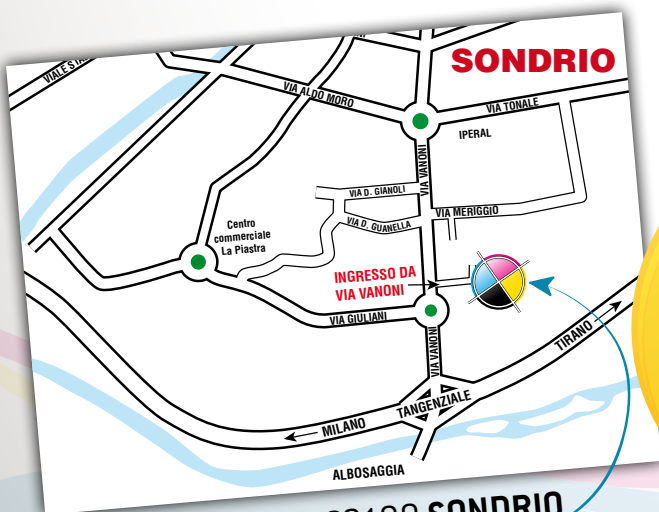 SONDRIO
VIA ALDO MORO
VIA TONALE
IPERAL
VIA VANONI
VIA D. GIANOLI
VIA MERIGGIO
VIA D. GUANELLA
Centro
commerciale
La Piastra
INGRESSO DA
VIA VANONI
VIA GIULIANI
VIA VANONI
TIRANO
TANGENZIALE
MILANO
ALBOSAGGIA
SONDRIO